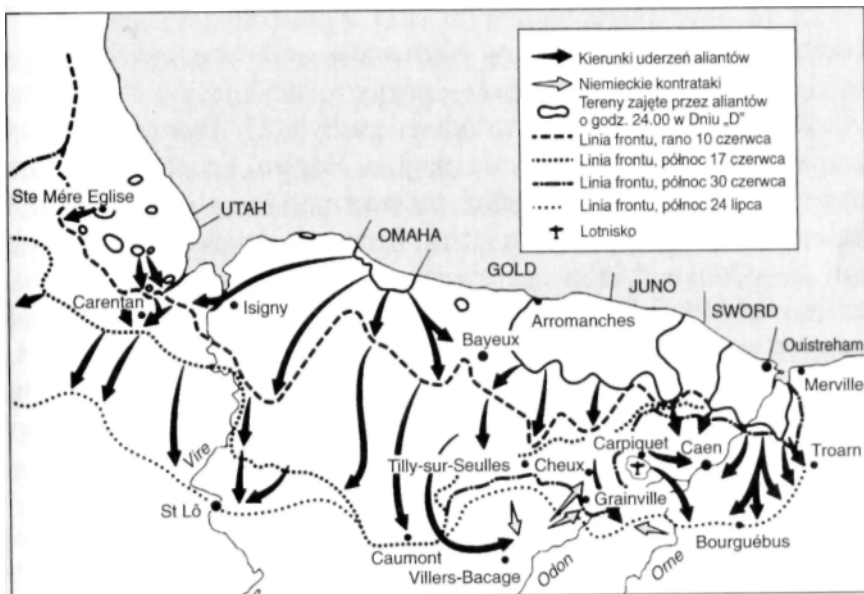 Kierunki uderzeń aliantów
Niemieckie kontrataki
Tereny zajęte przez aliantów
o godz. 24.00 w Dniu „D”
Linia frontu, rano 10 czerwca
Linia frontu, północ 17 czerwca
Linia frontu, północ 30 czerwca
Linia frontu, północ 24 lipca
Lotnisko
Ste Mére Eglise
UTAH
OMAHA
GOLD
JUNO
SWORD
Carentan
Isigny
Bayeux
Arromanches
Ouistreham
Merville
Vire
Tilly-sur-Seulles
Cheux
Carpiquet
Caen
Troarn
Grainville
St Lô
Caumont
Villers-Bacage
Odon
Orne
Bourguébus